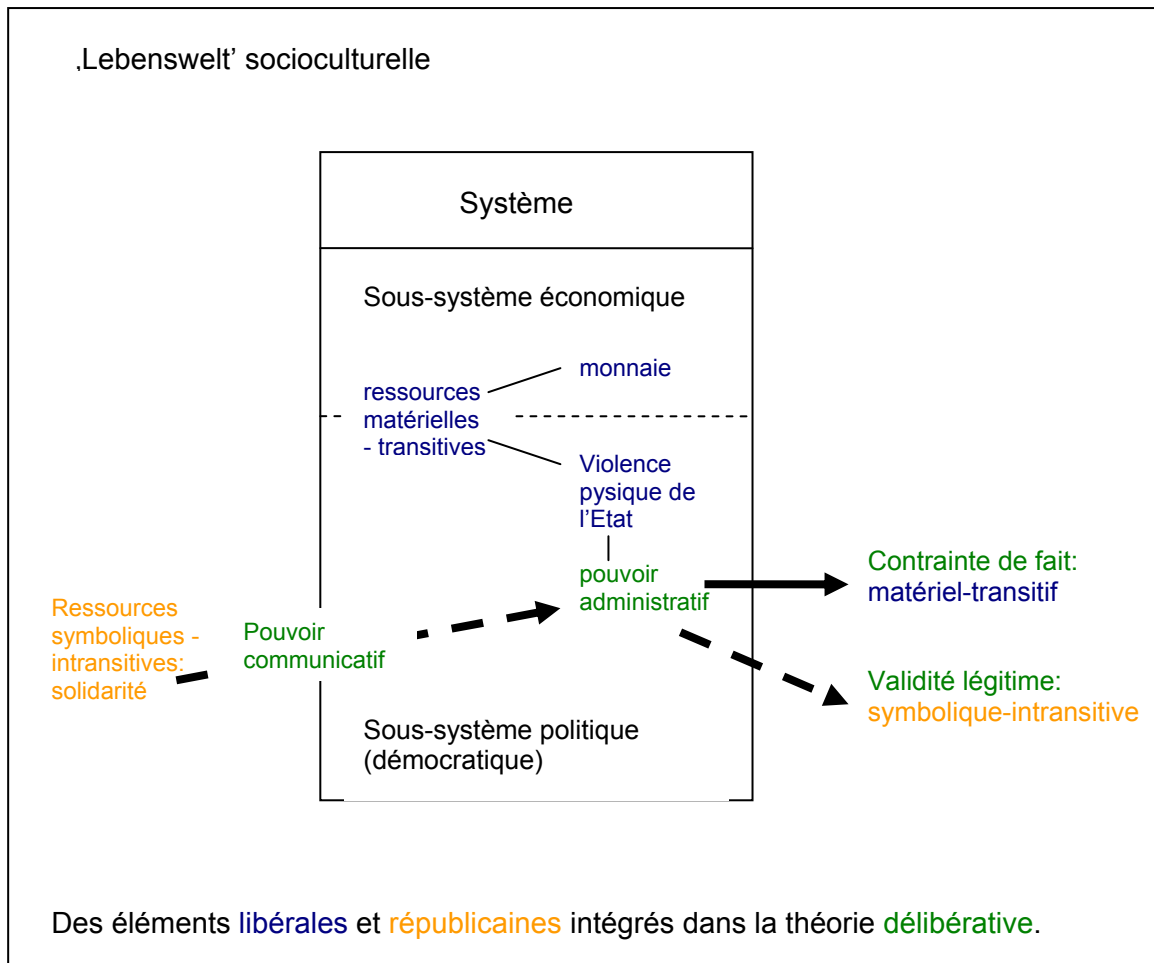 ‚Lebenswelt’ socioculturelle
Système
Sous-système économique
monnaie
ressources
matérielles
- transitives
Violence
pysique de
l’Etat
pouvoir
administratif
Contrainte de fait:
matériel-transitif
Ressources
symboliques -
intransitives:
solidarité
Pouvoir
communicatif
Validité légitime:
symbolique-intransitive
Sous-système politique
(démocratique)
Des éléments libérales et républicaines intégrés dans la théorie délibérative.